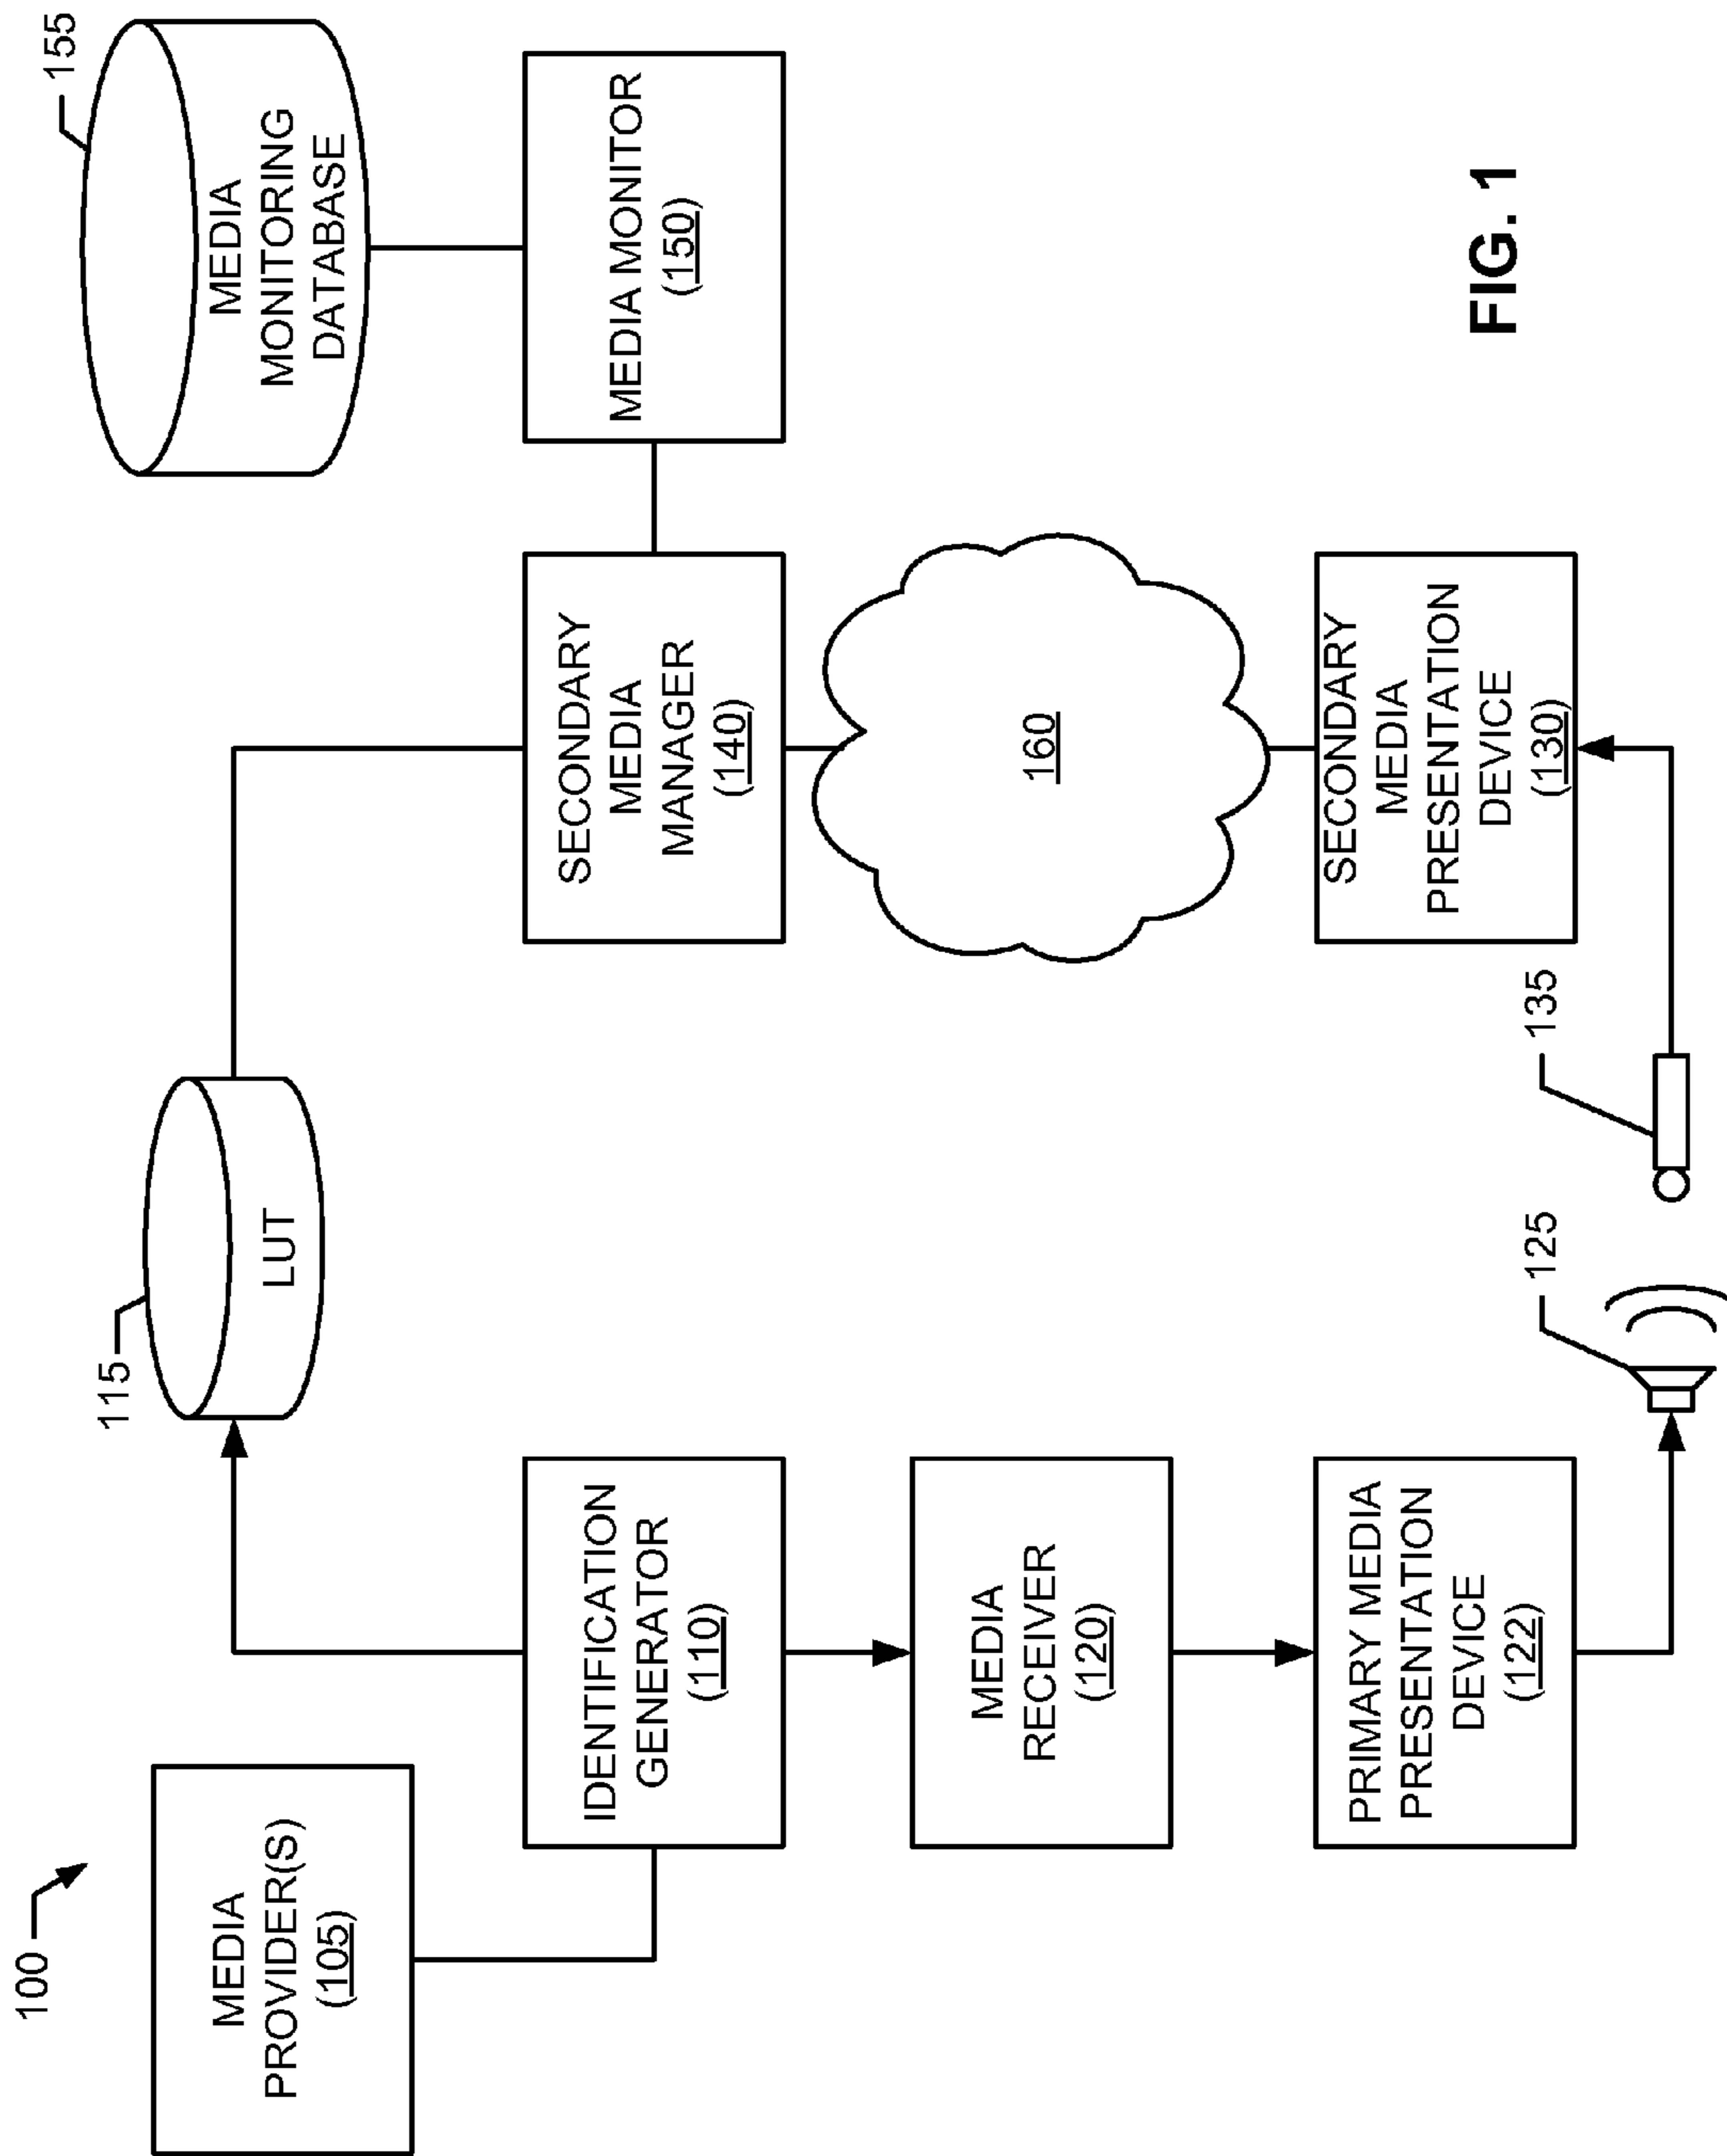 100
MEDIA
PROVIDER(S)
(105)
115
LUT
155
MEDIA
MONITORING
DATABASE
IDENTIFICATION
GENERATOR
(110)
SECONDARY
MEDIA
MANAGER
(140)
MEDIA MONITOR
(150)
MEDIA
RECEIVER
(120)
160
PRIMARY MEDIA
PRESENTATION
DEVICE
(122)
SECONDARY
MEDIA
PRESENTATION
DEVICE
(130)
125
135
FIG. 1